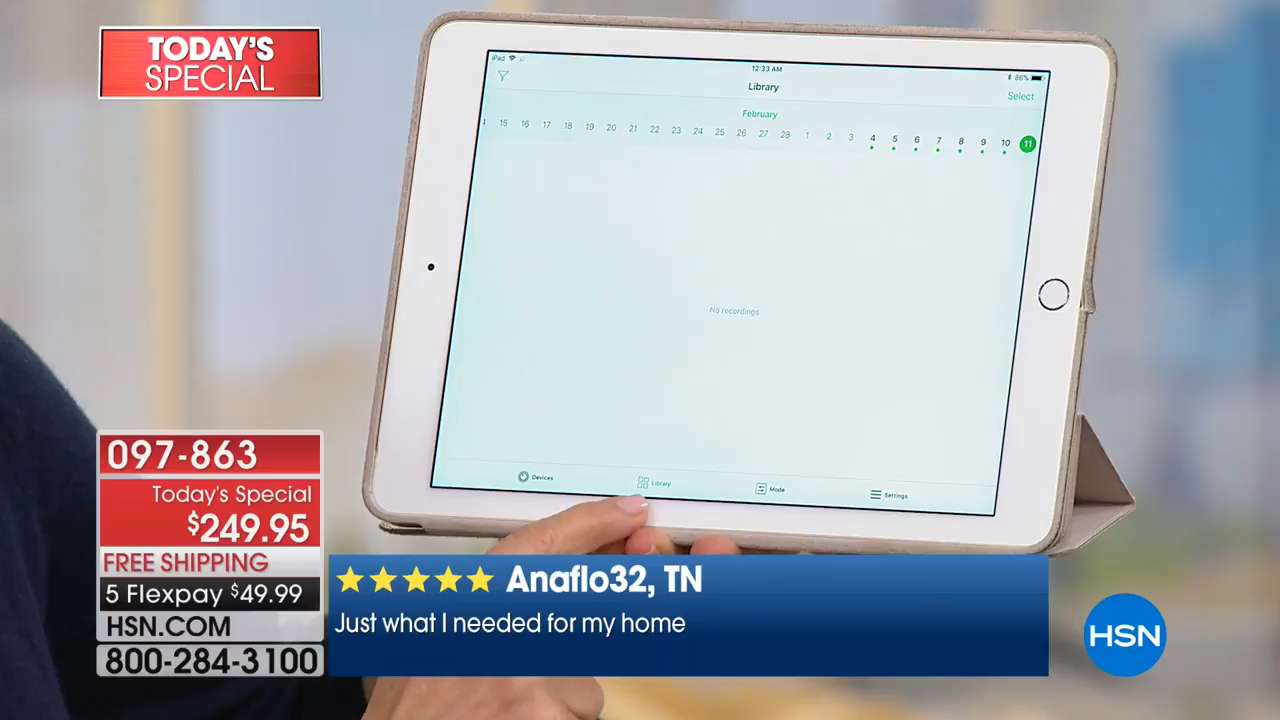 TODAY'S
SPECIAL
iPad
12:33 AM
86%
Library
Select
February
15 16 17 18 19 20 21 22 23 24 25 26 27 28 1 2 3 4 5 6 7 8 9 10 11
No recordings
Devices
Library
Mode
Settings
097-863
Today's Special
$249.95
FREE SHIPPING
5 Flexpay $49.99
HSN.COM
800-284-3100
Anaflo32, TN
Just what I needed for my home
HSN